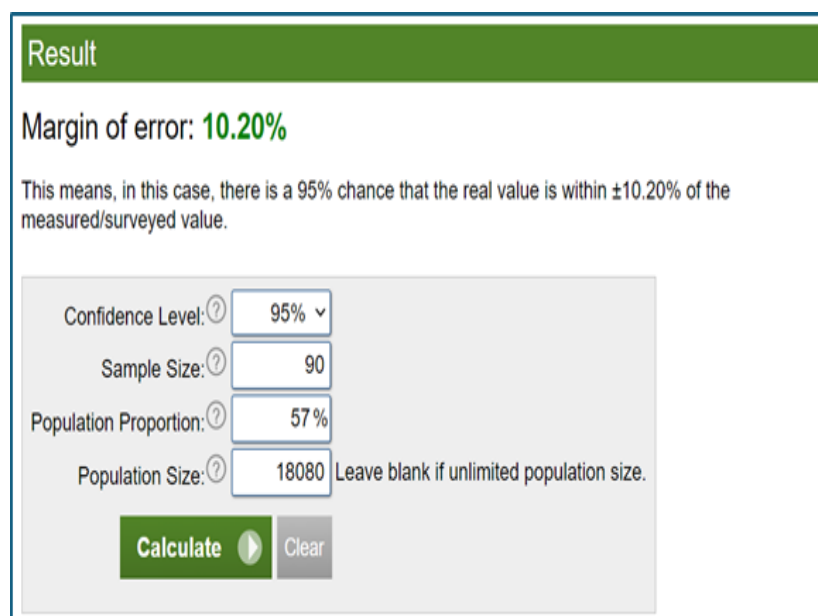 Result
Margin of error: 10.20%
This means, in this case, there is a 95% chance that the real value is within ±10.20% of the
measured/surveyed value.
Confidence Level: ? 95%
Sample Size: ? 90
Population Proportion: ? 57%
Population Size: ? 18080 Leave blank if unlimited population size.
Calculate Clear